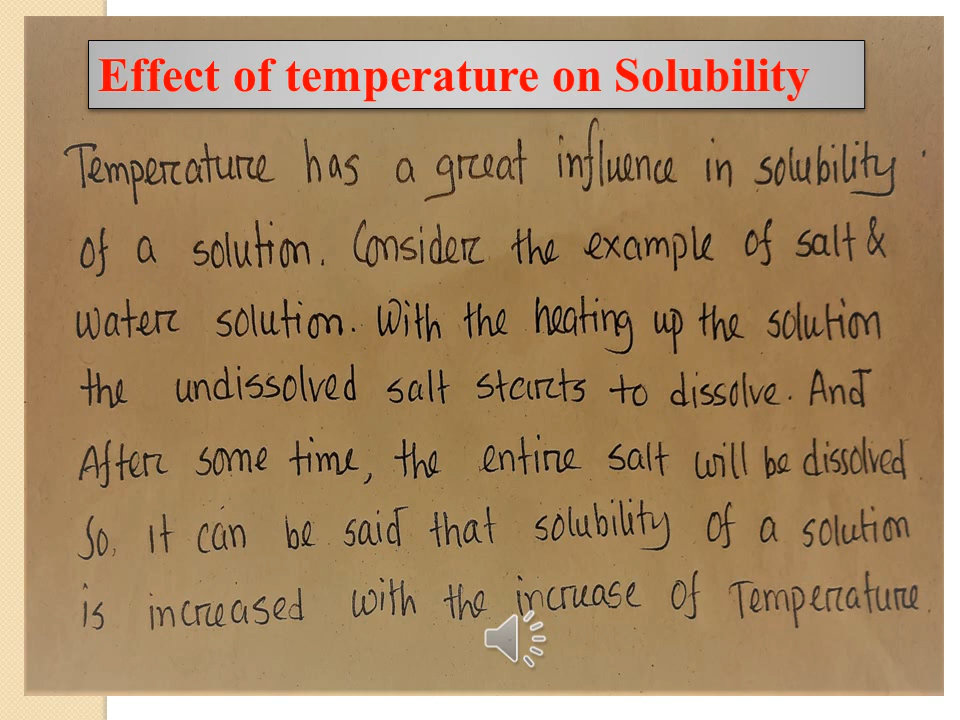 Effect of temperature on Solubility
Temperature has a great influence in solubility
of a solution. Consider the example of salt &
water solution. With the heating up the solution
the undissolved salt starts to dissolve. And
After some time, the entire salt will be dissolved
So, it can be said that solubility of a solution
is increased with the increase of Temperature.